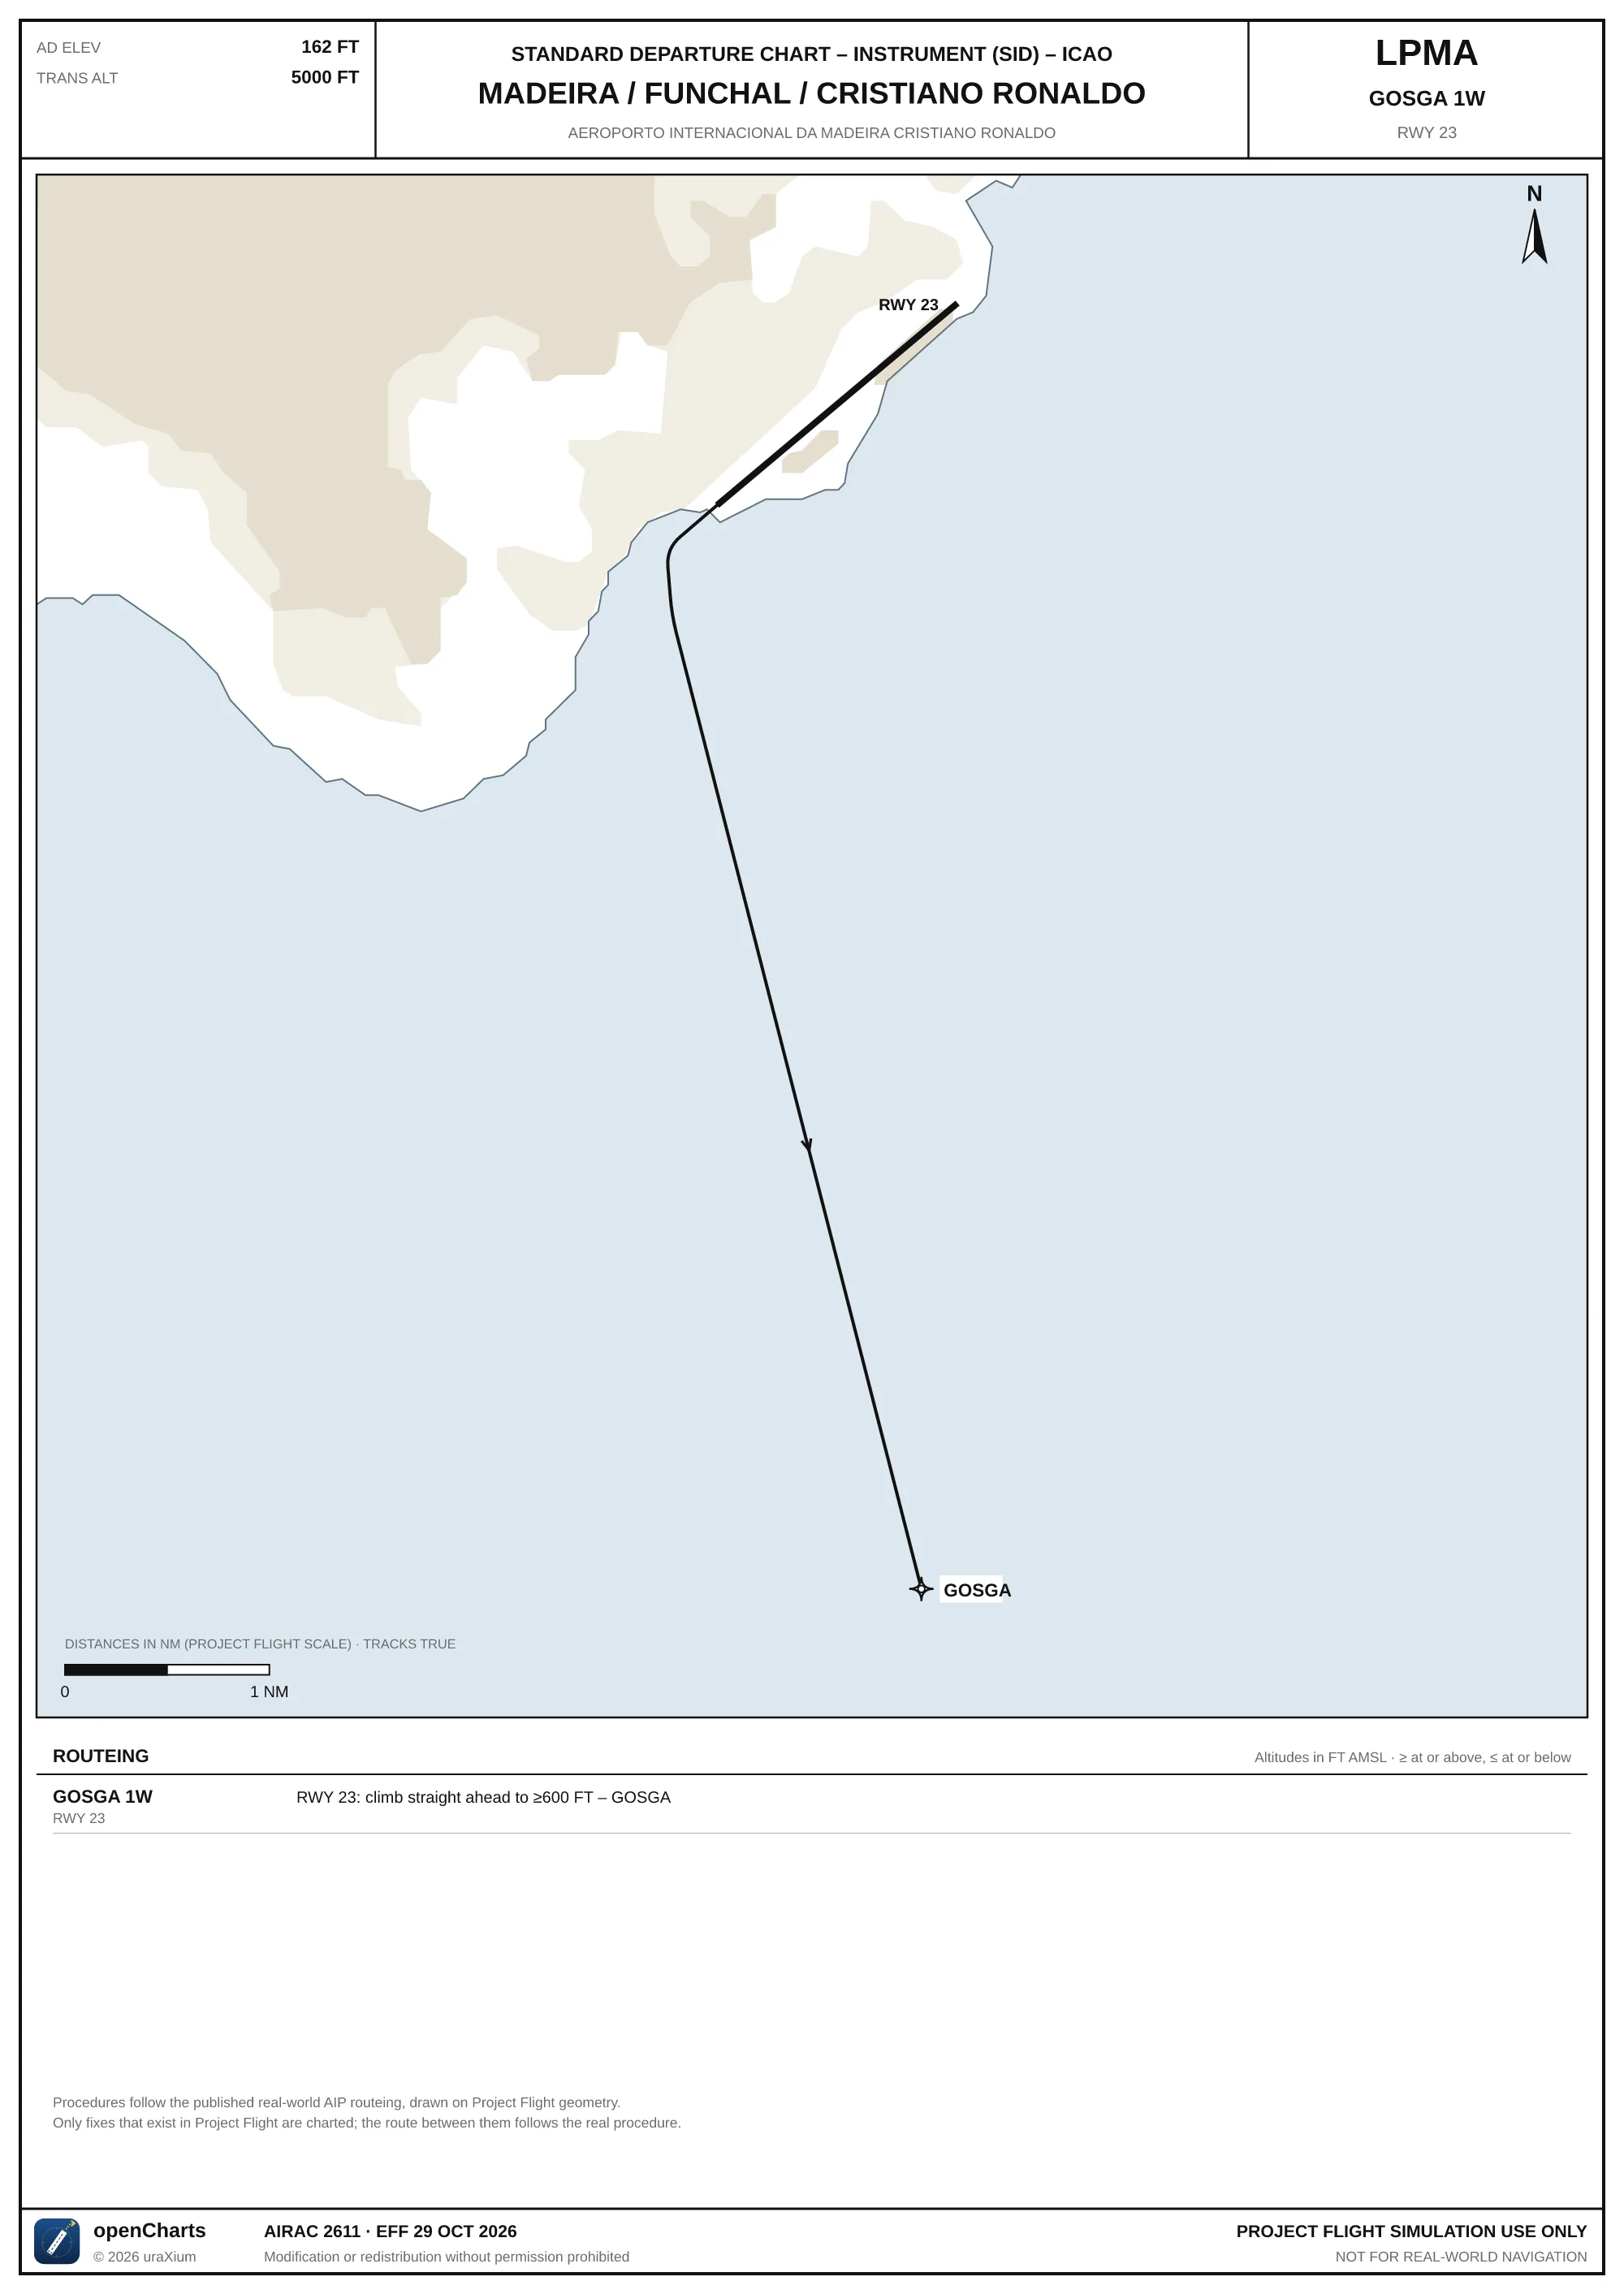 AD ELEV 162 FT
TRANS ALT 5000 FT
STANDARD DEPARTURE CHART – INSTRUMENT (SID) – ICAO
MADEIRA / FUNCHAL / CRISTIANO RONALDO
AEROPORTO INTERNACIONAL DA MADEIRA CRISTIANO RONALDO
LPMA
GOSGA 1W
RWY 23
N
RWY 23
GOSGA
DISTANCES IN NM (PROJECT FLIGHT SCALE) · TRACKS TRUE
0 1 NM
ROUTEING Altitudes in FT AMSL · ≥ at or above, ≤ at or below
GOSGA 1W RWY 23: climb straight ahead to ≥600 FT – GOSGA
RWY 23
Procedures follow the published real-world AIP routeing, drawn on Project Flight geometry.
Only fixes that exist in Project Flight are charted; the route between them follows the real procedure.
openCharts AIRAC 2611 · EFF 29 OCT 2026 PROJECT FLIGHT SIMULATION USE ONLY
© 2026 uraXium Modification or redistribution without permission prohibited NOT FOR REAL-WORLD NAVIGATION